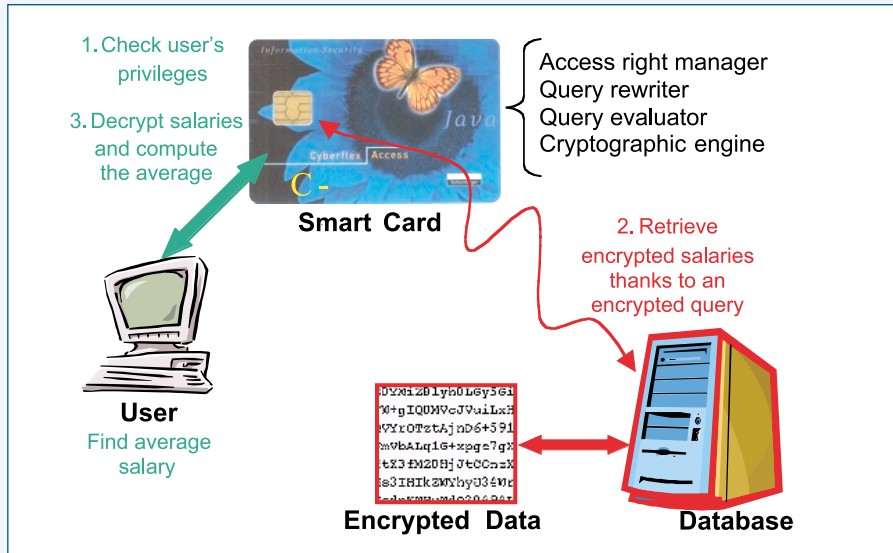 1. Check user's
privileges
3. Decrypt salaries
and compute
the average
Information Security
Java
Cyberflex Access
C -
Smart Card
Access right manager
Query rewriter
Query evaluator
Cryptographic engine
2. Retrieve
encrypted salaries
thanks to an
encrypted query
User
Find average
salary
Encrypted Data
Database